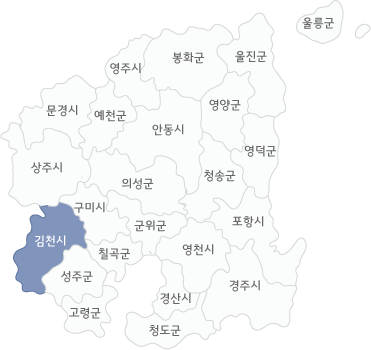 울릉군
봉화군
울진군
영주시
문경시
예천군
영양군
안동시
영덕군
상주시
의성군
청송군
구미시
포항시
군위군
김천시
영천시
칠곡군
성주군
경주시
경산시
고령군
청도군